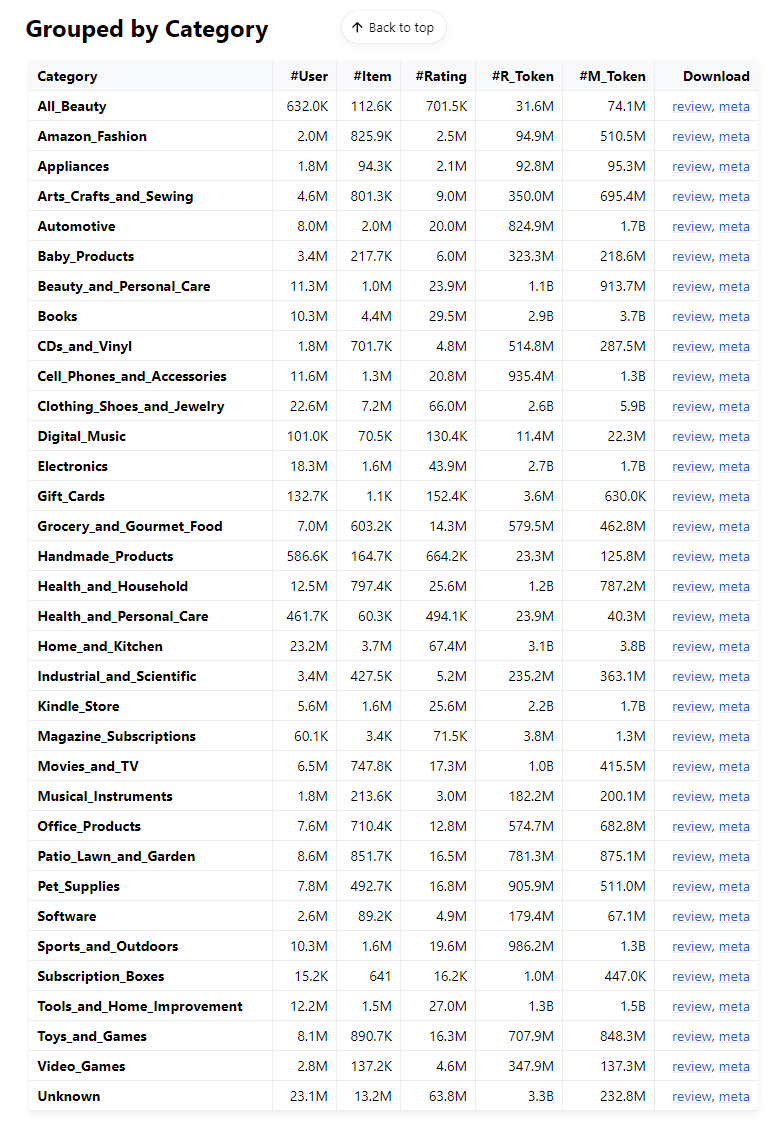 Grouped by Category
↑ Back to top
Category #User #Item #Rating #R_Token #M_Token Download
All_Beauty 632.0K 112.6K 701.5K 31.6M 74.1M review, meta
Amazon_Fashion 2.0M 825.9K 2.5M 94.9M 510.5M review, meta
Appliances 1.8M 94.3K 2.1M 92.8M 95.3M review, meta
Arts_Crafts_and_Sewing 4.6M 801.3K 9.0M 350.0M 695.4M review, meta
Automotive 8.0M 2.0M 20.0M 824.9M 1.7B review, meta
Baby_Products 3.4M 217.7K 6.0M 323.3M 218.6M review, meta
Beauty_and_Personal_Care 11.3M 1.0M 23.9M 1.1B 913.7M review, meta
Books 10.3M 4.4M 29.5M 2.9B 3.7B review, meta
CDs_and_Vinyl 1.8M 701.7K 4.8M 514.8M 287.5M review, meta
Cell_Phones_and_Accessories 11.6M 1.3M 20.8M 935.4M 1.3B review, meta
Clothing_Shoes_and_Jewelry 22.6M 7.2M 66.0M 2.6B 5.9B review, meta
Digital_Music 101.0K 70.5K 130.4K 11.4M 22.3M review, meta
Electronics 18.3M 1.6M 43.9M 2.7B 1.7B review, meta
Gift_Cards 132.7K 1.1K 152.4K 3.6M 630.0K review, meta
Grocery_and_Gourmet_Food 7.0M 603.2K 14.3M 579.5M 462.8M review, meta
Handmade_Products 586.6K 164.7K 664.2K 23.3M 125.8M review, meta
Health_and_Household 12.5M 797.4K 25.6M 1.2B 787.2M review, meta
Health_and_Personal_Care 461.7K 60.3K 494.1K 23.9M 40.3M review, meta
Home_and_Kitchen 23.2M 3.7M 67.4M 3.1B 3.8B review, meta
Industrial_and_Scientific 3.4M 427.5K 5.2M 235.2M 363.1M review, meta
Kindle_Store 5.6M 1.6M 25.6M 2.2B 1.7B review, meta
Magazine_Subscriptions 60.1K 3.4K 71.5K 3.8M 1.3M review, meta
Movies_and_TV 6.5M 747.8K 17.3M 1.0B 415.5M review, meta
Musical_Instruments 1.8M 213.6K 3.0M 182.2M 200.1M review, meta
Office_Products 7.6M 710.4K 12.8M 574.7M 682.8M review, meta
Patio_Lawn_and_Garden 8.6M 851.7K 16.5M 781.3M 875.1M review, meta
Pet_Supplies 7.8M 492.7K 16.8M 905.9M 511.0M review, meta
Software 2.6M 89.2K 4.9M 179.4M 67.1M review, meta
Sports_and_Outdoors 10.3M 1.6M 19.6M 986.2M 1.3B review, meta
Subscription_Boxes 15.2K 641 16.2K 1.0M 447.0K review, meta
Tools_and_Home_Improvement 12.2M 1.5M 27.0M 1.3B 1.5B review, meta
Toys_and_Games 8.1M 890.7K 16.3M 707.9M 848.3M review, meta
Video_Games 2.8M 137.2K 4.6M 347.9M 137.3M review, meta
Unknown 23.1M 13.2M 63.8M 3.3B 232.8M review, meta